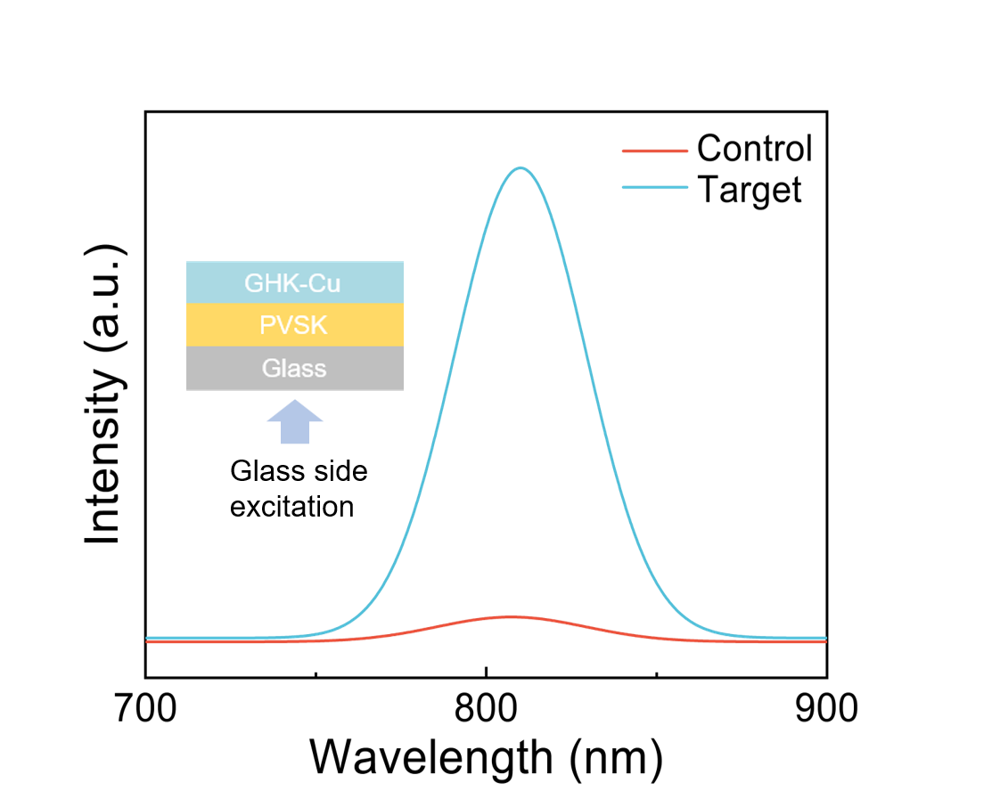 Control
Target
GHK-Cu
PVSK
Glass
Glass side
excitation
Intensity (a.u.)
700
800
900
Wavelength (nm)